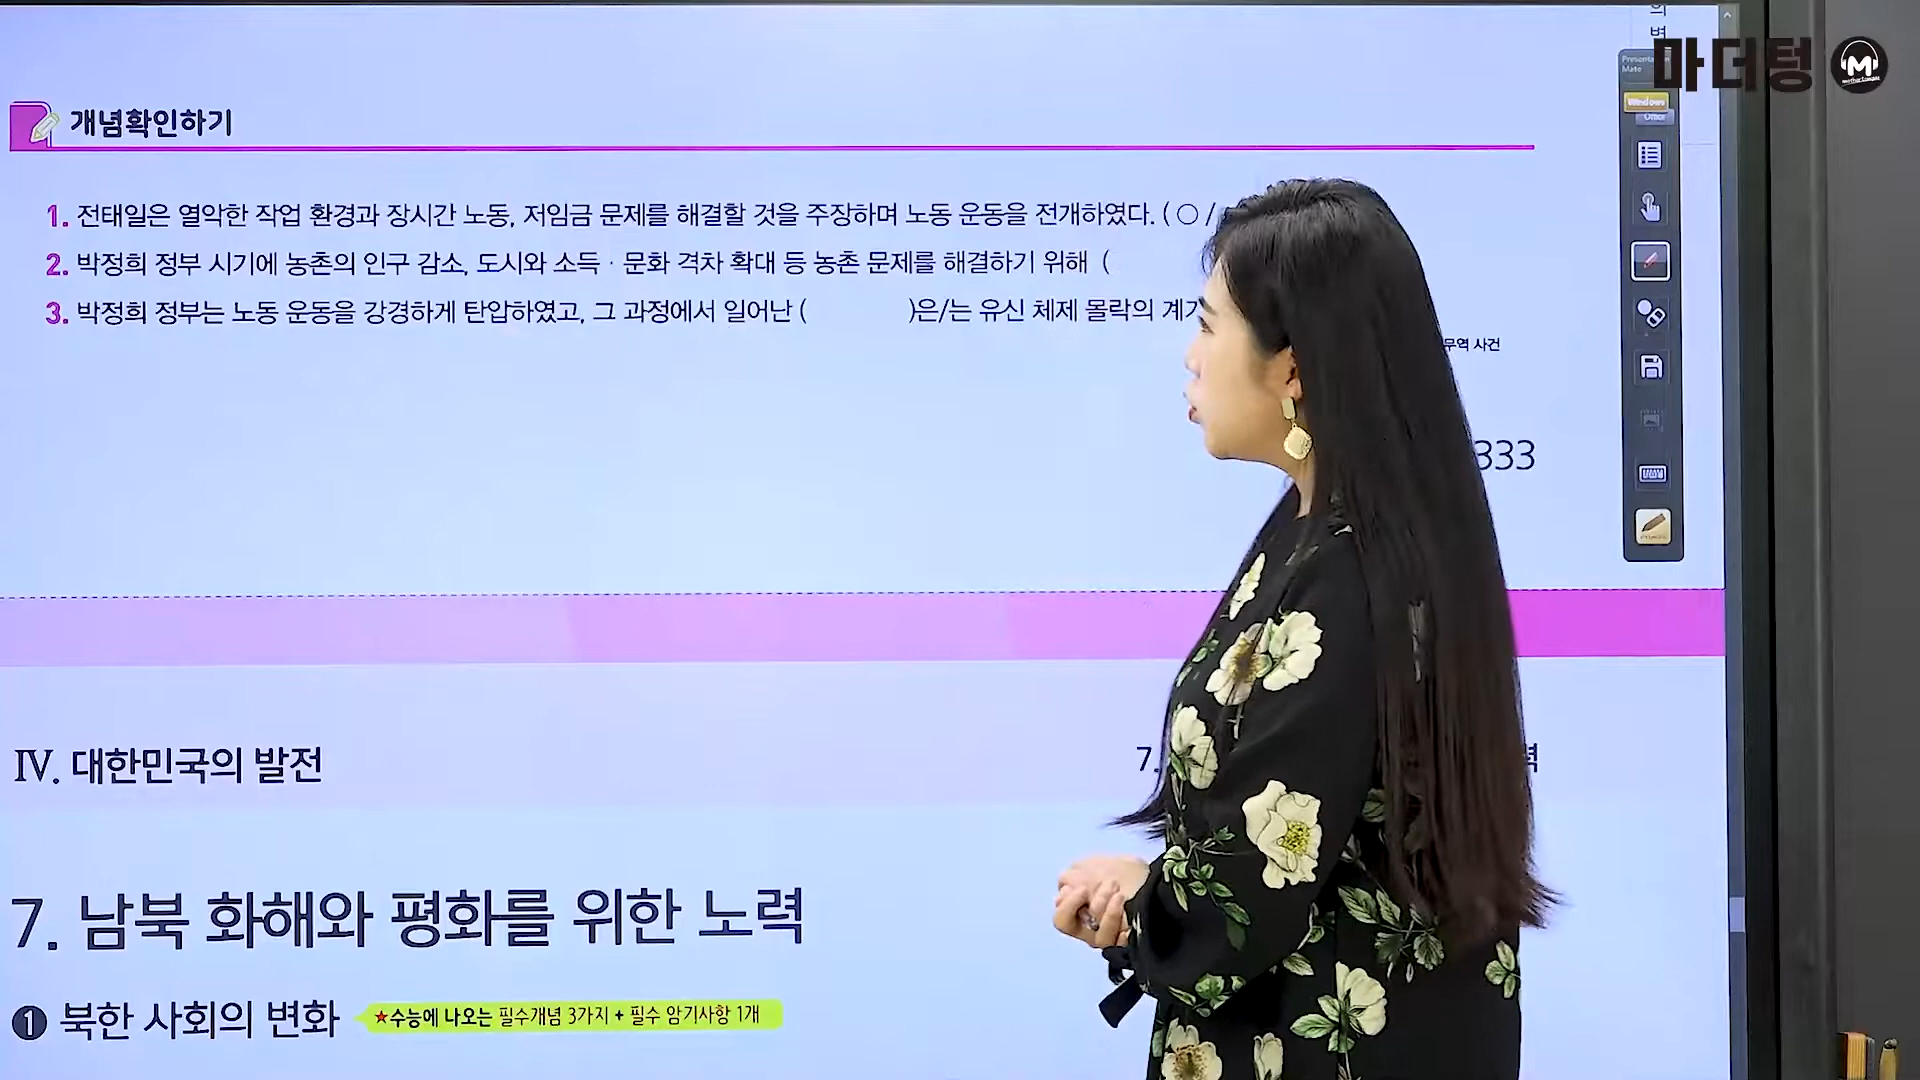 의
마더텅
개념확인하기
1. 전태일은 열악한 작업 환경과 장시간 노동, 저임금 문제를 해결할 것을 주장하며 노동 운동을 전개하였다. ( ○ /
2. 박정희 정부 시기에 농촌의 인구 감소, 도시와 소득 · 문화 격차 확대 등 농촌 문제를 해결하기 위해 (
3. 박정희 정부는 노동 운동을 강경하게 탄압하였고, 그 과정에서 일어난 ( )은/는 유신 체제 몰락의
무역 사건
333
Ⅳ. 대한민국의 발전
7.
7. 남북 화해와 평화를 위한 노력
❶ 북한 사회의 변화
★수능에 나오는 필수개념 3가지 + 필수 암기사항 1개
Presentation
Mate
Windows
Office